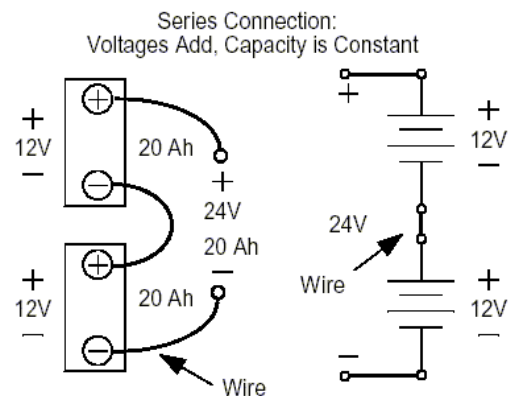 Series Connection:
Voltages Add, Capacity is Constant
+
12V
−
+
−
20 Ah
+
24V
20 Ah
−
+
12V
−
+
−
20 Ah
Wire
+
+
12V
−
24V
Wire
+
12V
−
−